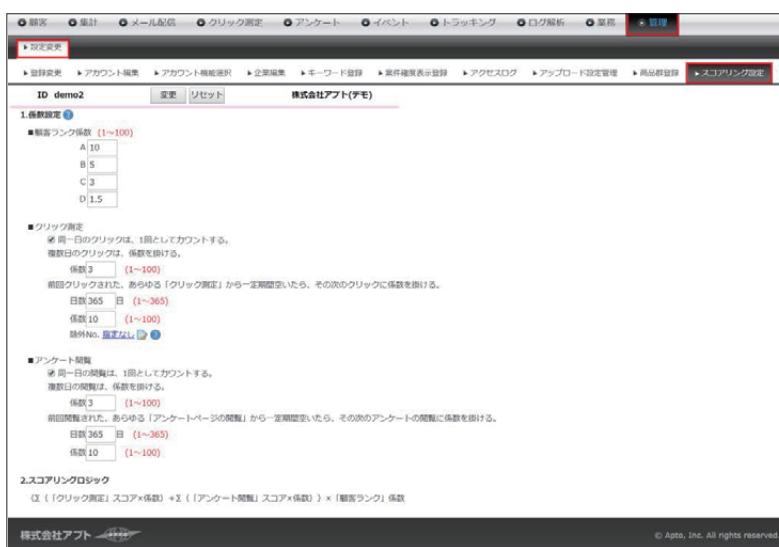 顧客 集計 メール配信 クリック測定 アンケート イベント トラッキング ログ解析 業務 管理
設定変更
登録変更 アカウント編集 アカウント機能選択 企業編集 キーワード登録 案件確度表示登録 アクセスログ アップロード設定管理 商品群登録 スコアリング設定
ID demo2 変更 リセット 株式会社アプト(デモ)
1.係数設定 ?
■顧客ランク係数 (1～100)
A 10
B 5
C 3
D 1.5
■クリック測定
同一日のクリックは、1回としてカウントする。
複数日のクリックは、係数を掛ける。
係数 3 (1～100)
前回クリックされた、あらゆる「クリック測定」から一定期間空いたら、その次のクリックに係数を掛ける。
日数 365 日 (1～365)
係数 10 (1～100)
除外No. 指定なし ?
■アンケート閲覧
同一日の閲覧は、1回としてカウントする。
複数日の閲覧は、係数を掛ける。
係数 3 (1～100)
前回閲覧された、あらゆる「アンケートページの閲覧」から一定期間空いたら、その次のアンケートの閲覧に係数を掛ける。
日数 365 日 (1～365)
係数 10 (1～100)
2.スコアリングロジック
{Σ (「クリック測定」スコア×係数) +Σ (「アンケート閲覧」スコア×係数) } × 「顧客ランク」係数
株式会社アプト
© Apto, Inc. All rights reserved.